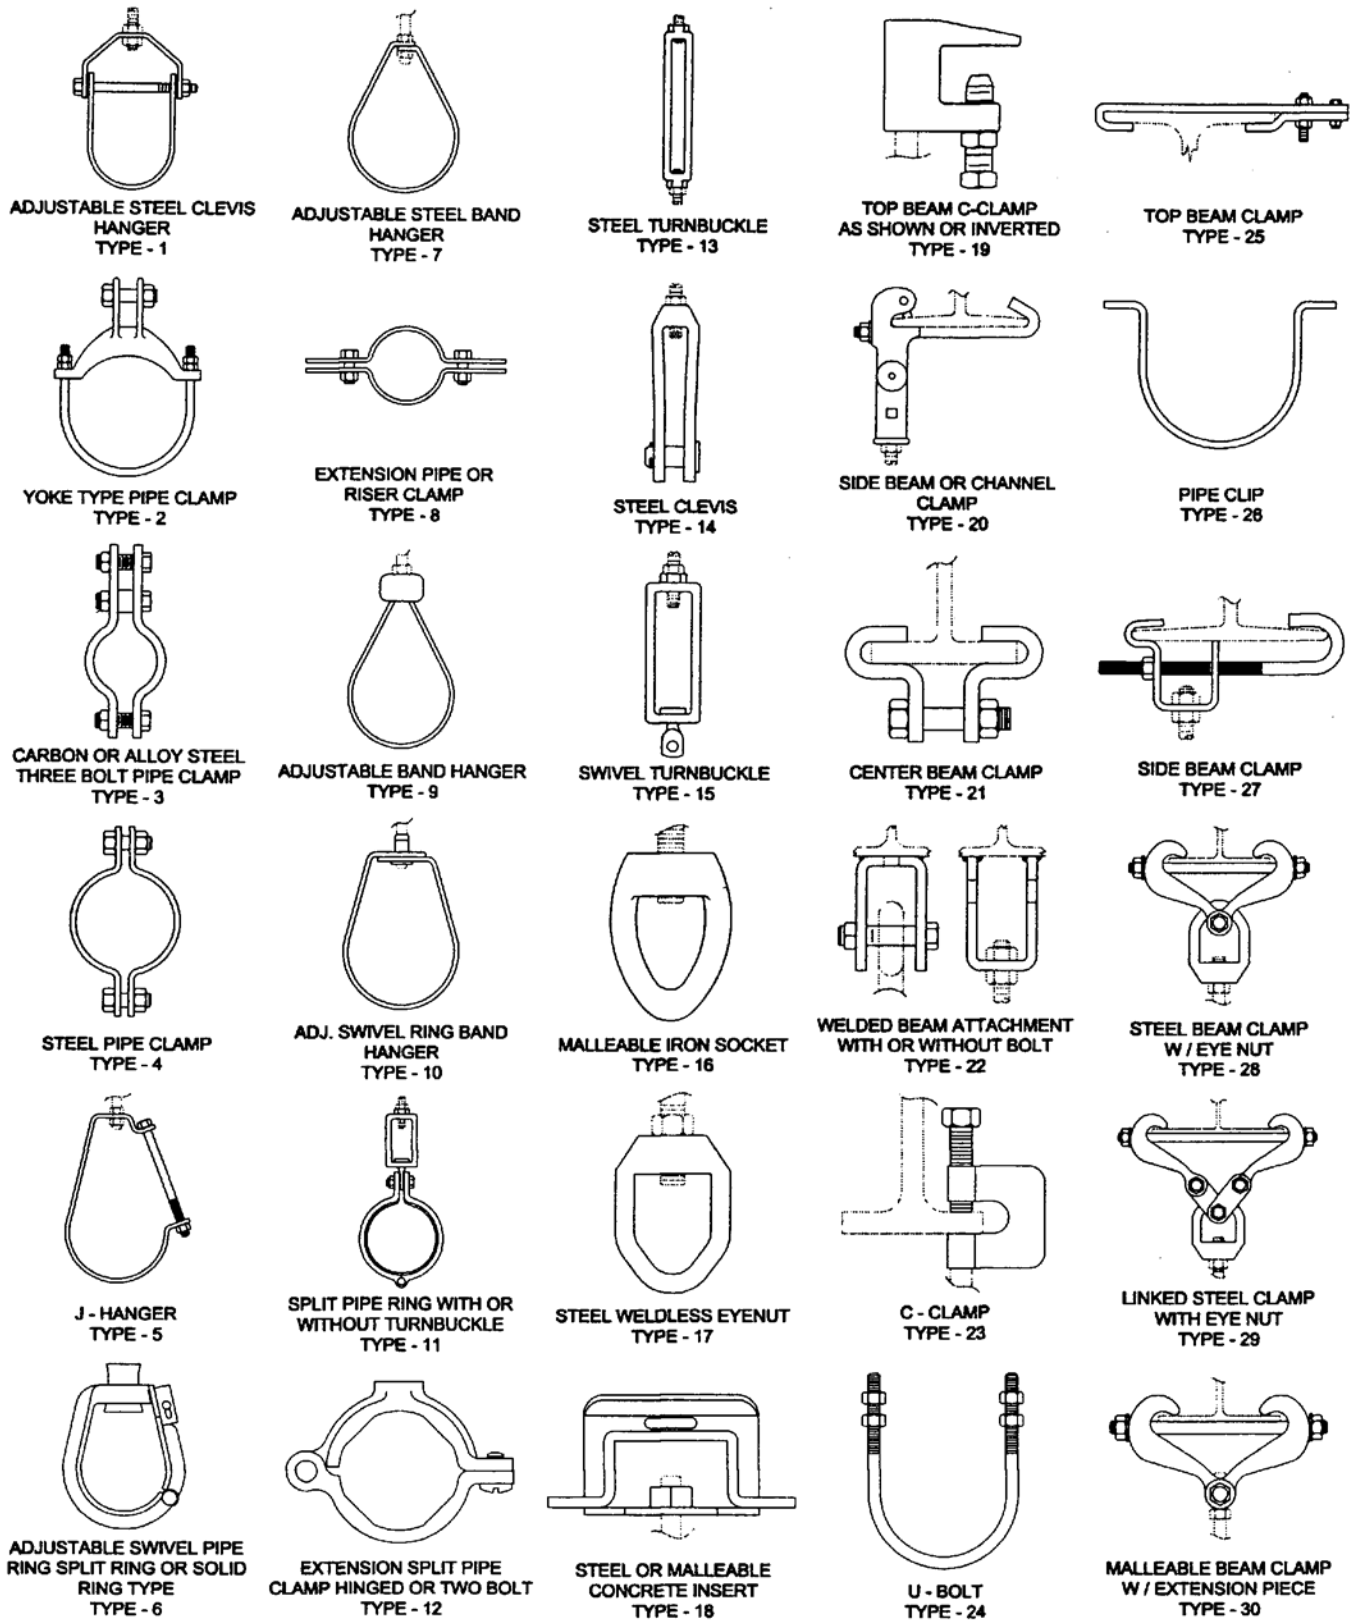 ADJUSTABLE STEEL CLEVIS
HANGER
TYPE - 1
ADJUSTABLE STEEL BAND
HANGER
TYPE - 7
STEEL TURNBUCKLE
TYPE - 13
TOP BEAM C-CLAMP
AS SHOWN OR INVERTED
TYPE - 19
TOP BEAM CLAMP
TYPE - 25
YOKE TYPE PIPE CLAMP
TYPE - 2
EXTENSION PIPE OR
RISER CLAMP
TYPE - 8
STEEL CLEVIS
TYPE - 14
SIDE BEAM OR CHANNEL
CLAMP
TYPE - 20
PIPE CLIP
TYPE - 26
CARBON OR ALLOY STEEL
THREE BOLT PIPE CLAMP
TYPE - 3
ADJUSTABLE BAND HANGER
TYPE - 9
SWIVEL TURNBUCKLE
TYPE - 15
CENTER BEAM CLAMP
TYPE - 21
SIDE BEAM CLAMP
TYPE - 27
STEEL PIPE CLAMP
TYPE - 4
ADJ. SWIVEL RING BAND
HANGER
TYPE - 10
MALLEABLE IRON SOCKET
TYPE - 16
WELDED BEAM ATTACHMENT
WITH OR WITHOUT BOLT
TYPE - 22
STEEL BEAM CLAMP
W / EYE NUT
TYPE - 28
J - HANGER
TYPE - 5
SPLIT PIPE RING WITH OR
WITHOUT TURNBUCKLE
TYPE - 11
STEEL WELDLESS EYENUT
TYPE - 17
C - CLAMP
TYPE - 23
LINKED STEEL CLAMP
WITH EYE NUT
TYPE - 29
ADJUSTABLE SWIVEL PIPE
RING SPLIT RING OR SOLID
RING TYPE
TYPE - 6
EXTENSION SPLIT PIPE
CLAMP HINGED OR TWO BOLT
TYPE - 12
STEEL OR MALLEABLE
CONCRETE INSERT
TYPE - 18
U - BOLT
TYPE - 24
MALLEABLE BEAM CLAMP
W / EXTENSION PIECE
TYPE - 30